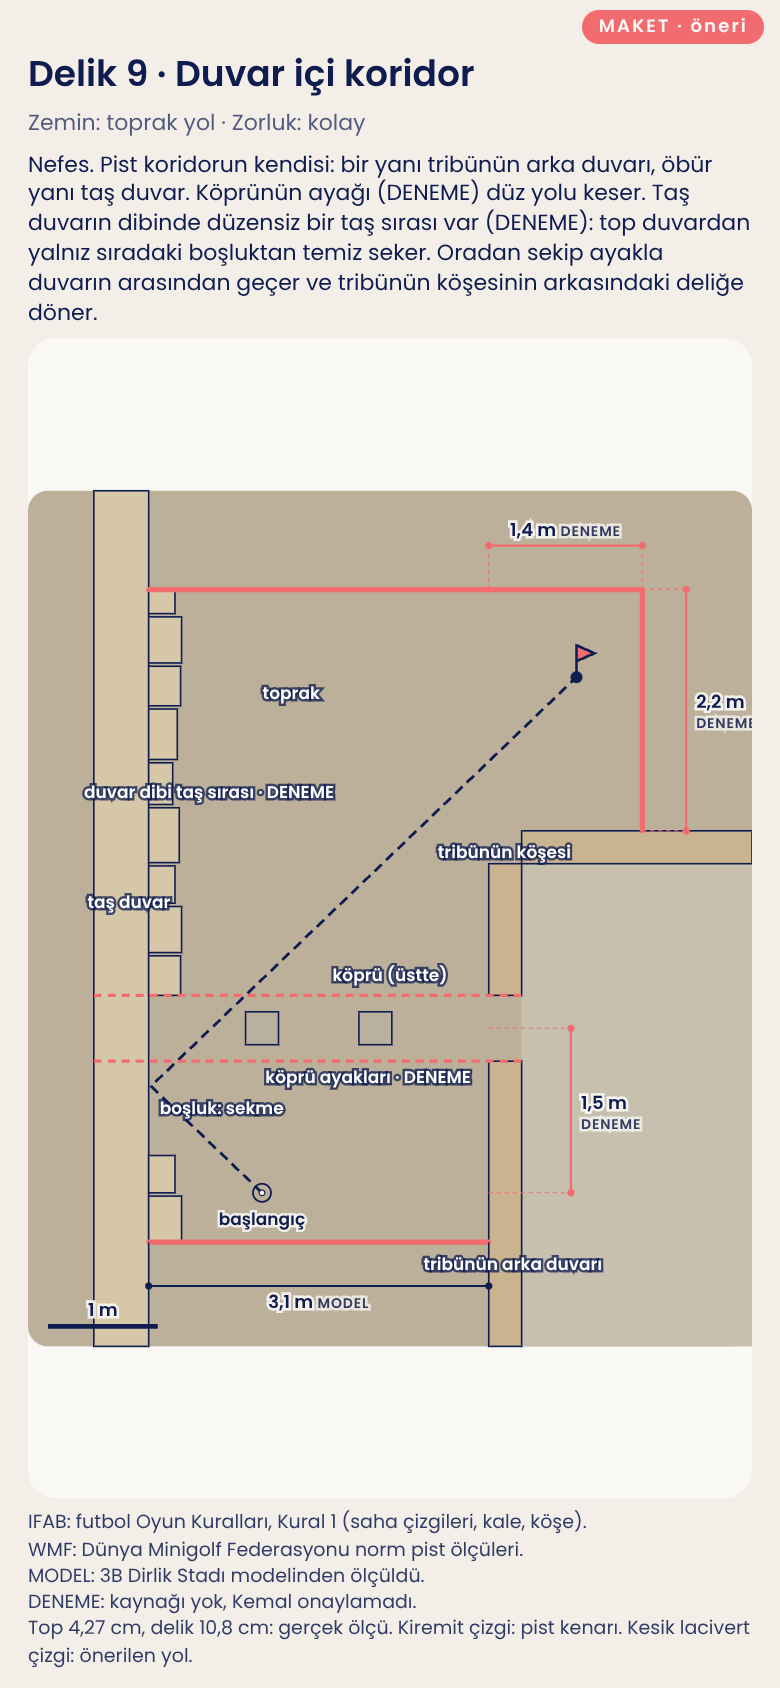 MAKET · öneri
Delik 9 · Duvar içi koridor
Zemin: toprak yol · Zorluk: kolay
Nefes. Pist koridorun kendisi: bir yanı tribünün arka duvarı, öbür
yanı taş duvar. Köprünün ayağı (DENEME) düz yolu keser. Taş
duvarın dibinde düzensiz bir taş sırası var (DENEME): top duvardan
yalnız sıradaki boşluktan temiz seker. Oradan sekip ayakla
duvarın arasından geçer ve tribünün köşesinin arkasındaki deliğe
döner.
1,4 m DENEME
toprak
2,2 m
DENEME
duvar dibi taş sırası · DENEME
tribünün köşesi
taş duvar
köprü (üstte)
köprü ayakları · DENEME
1,5 m
DENEME
boşluk: sekme
başlangıç
tribünün arka duvarı
3,1 m MODEL
1 m
IFAB: futbol Oyun Kuralları, Kural 1 (saha çizgileri, kale, köşe).
WMF: Dünya Minigolf Federasyonu norm pist ölçüleri.
MODEL: 3B Dirlik Stadı modelinden ölçüldü.
DENEME: kaynağı yok, Kemal onaylamadı.
Top 4,27 cm, delik 10,8 cm: gerçek ölçü. Kiremit çizgi: pist kenarı. Kesik lacivert
çizgi: önerilen yol.